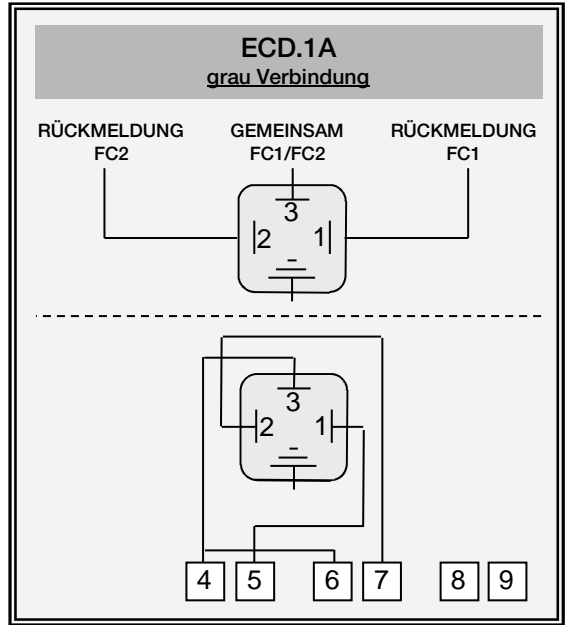 ECD.1A
grau Verbindung
RÜCKMELDUNG FC2
GEMEINSAM FC1/FC2
RÜCKMELDUNG FC1
3
2 1
3
2 1
4 5 6 7 8 9